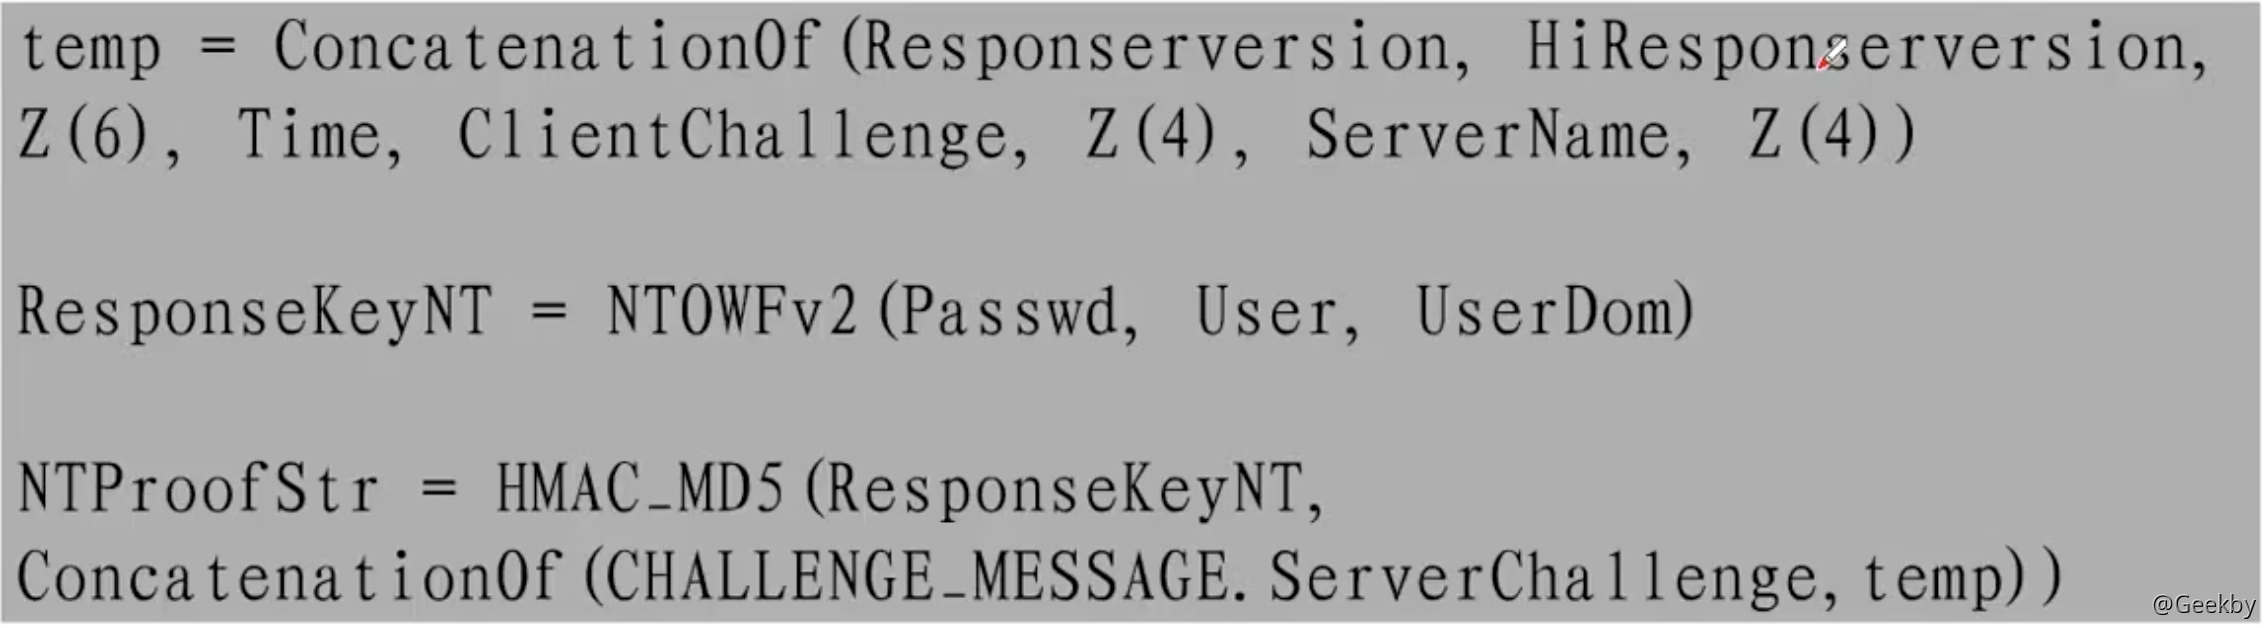 temp = ConcatenationOf(Responserversion, HiResponserversion,
Z(6), Time, ClientChallenge, Z(4), ServerName, Z(4))
ResponseKeyNT = NTOWFv2(Passwd, User, UserDom)
NTProofStr = HMAC_MD5(ResponseKeyNT,
ConcatenationOf(CHALLENGE_MESSAGE.ServerChallenge,temp))
@Geekby